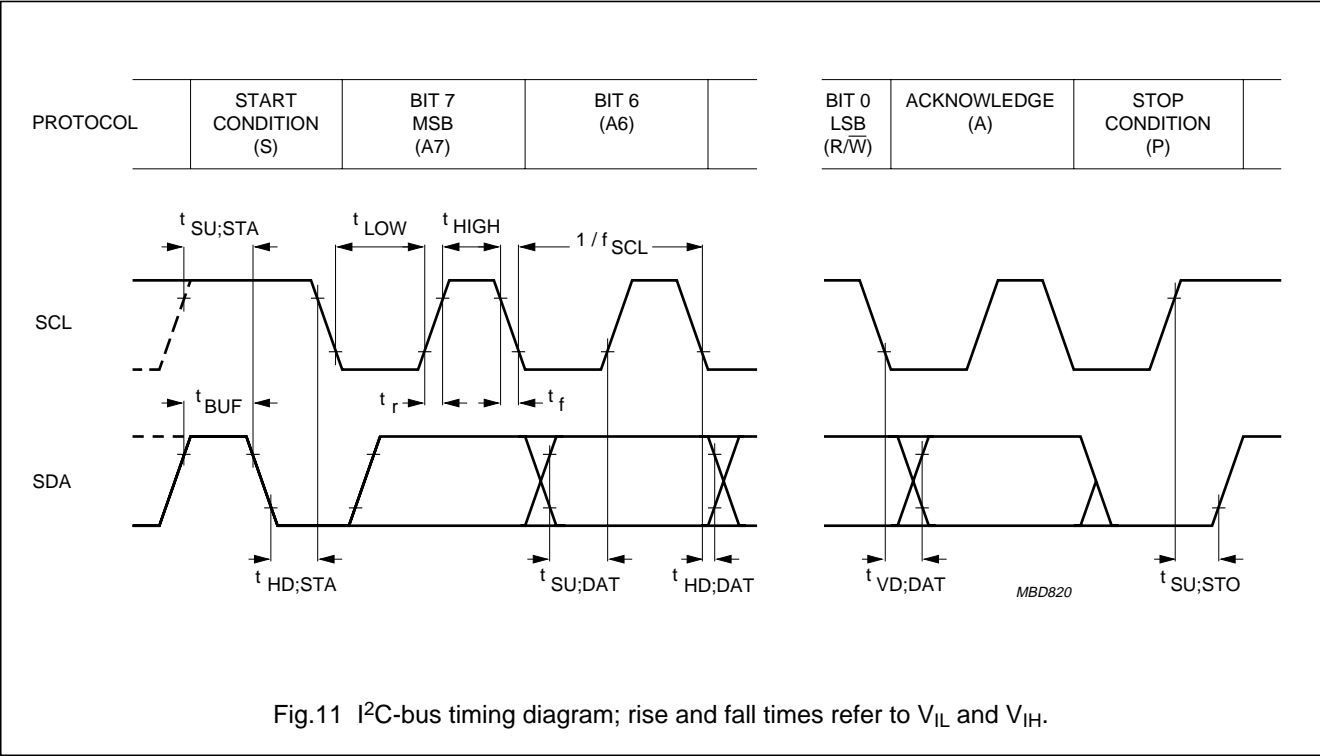 PROTOCOL
START
CONDITION
(S)
BIT 7
MSB
(A7)
BIT 6
(A6)
BIT 0
LSB
(R/W̅)
ACKNOWLEDGE
(A)
STOP
CONDITION
(P)
t SU;STA
t LOW
t HIGH
1 / f SCL
SCL
t BUF
t r
t f
SDA
t HD;STA
t SU;DAT
t HD;DAT
t VD;DAT
MBD820
t SU;STO
Fig.11 I²C-bus timing diagram; rise and fall times refer to V_IL and V_IH.